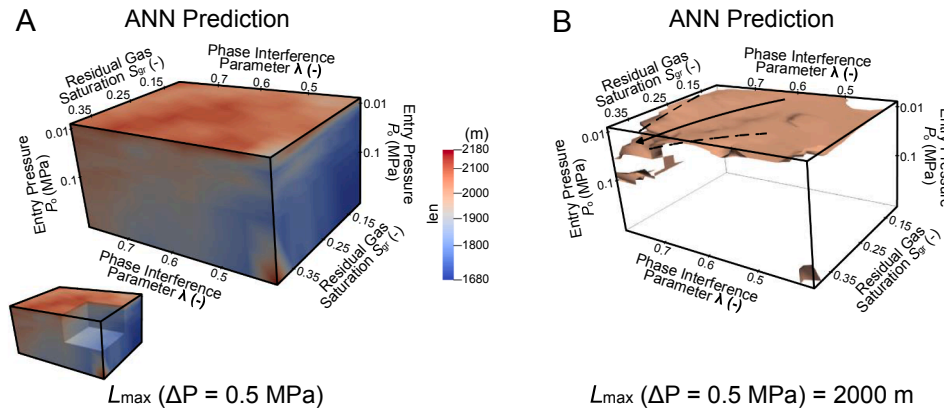 A
ANN Prediction
Residual Gas
Saturation Sgr (-)
0.35
0.25
0.15
Phase Interference
Parameter λ (-)
0.7
0.6
0.5
0.01
0.1
Entry Pressure
Po (MPa)
0.01
0.1
Entry Pressure
Po (MPa)
0.7
0.6
0.5
Phase Interference
Parameter λ (-)
0.15
0.25
0.35
Residual Gas
Saturation Sgr (-)
(m)
2180
2100
2000
1900
1800
1680
len
Lmax (ΔP = 0.5 MPa)
B
ANN Prediction
Residual Gas
Saturation Sgr (-)
0.35
0.25
0.15
Phase Interference
Parameter λ (-)
0.7
0.6
0.5
0.01
0.1
Entry Pressure
Po (MPa)
0.01
0.1
Po (MPa)
0.7
0.6
0.5
Phase Interference
Parameter λ (-)
0.15
0.25
0.35
Residual Gas
Saturation Sgr (-)
Lmax (ΔP = 0.5 MPa) = 2000 m